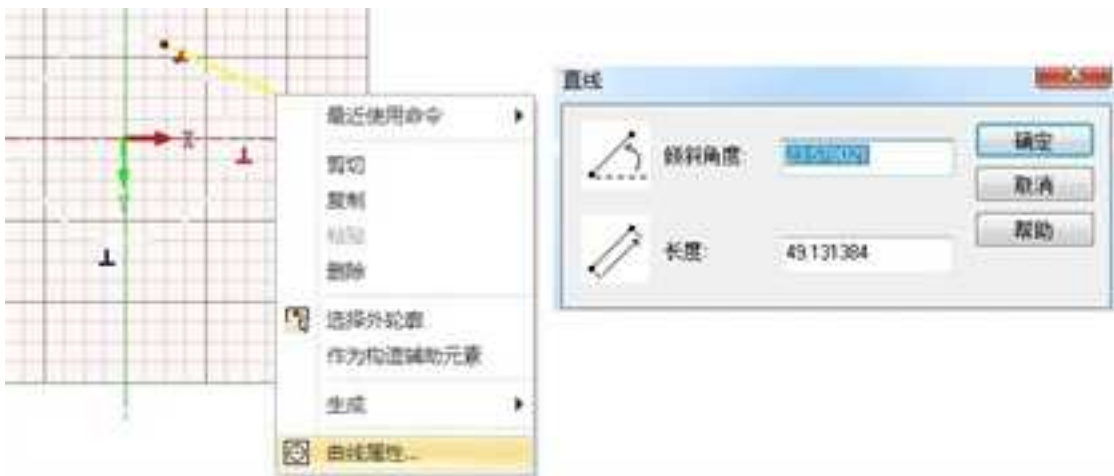 X
最近使用命令
剪切
复制
粘贴
删除
选择外轮廓
作为构造辅助元素
生成
曲线属性...
直线
倾斜角度:
确定
取消
长度:
49.131384
帮助